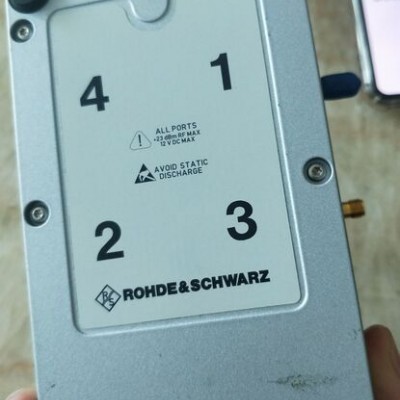 4 1
ALL PORTS
+23 dBm RF MAX
12 V DC MAX
AVOID STATIC
DISCHARGE
2 3
ROHDE&SCHWARZ